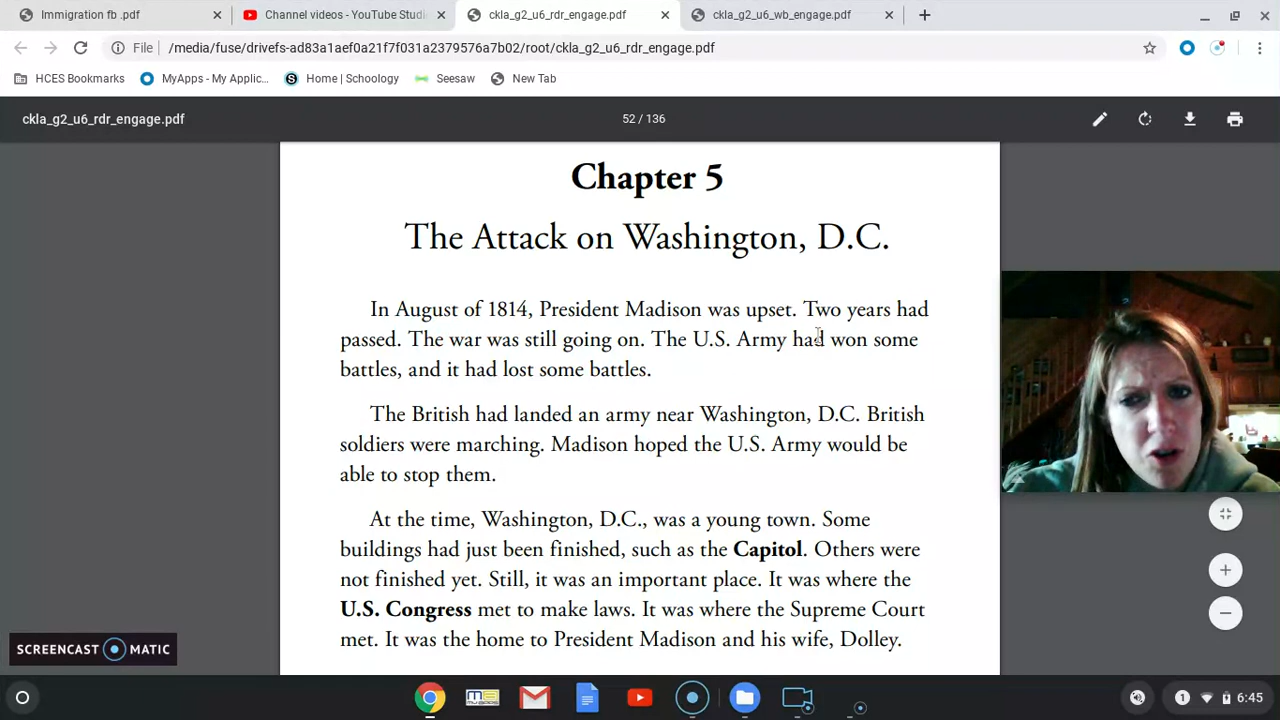 Immigration fb .pdf
Channel videos - YouTube Studi
ckla_g2_u6_rdr_engage.pdf
ckla_g2_u6_wb_engage.pdf
File
/media/fuse/drivefs-ad83a1aef0a21f7f031a2379576a7b02/root/ckla_g2_u6_rdr_engage.pdf
HCES Bookmarks
MyApps - My Applic...
Home | Schoology
Seesaw
New Tab
ckla_g2_u6_rdr_engage.pdf
52 / 136
Chapter 5
The Attack on Washington, D.C.
In August of 1814, President Madison was upset. Two years had
passed. The war was still going on. The U.S. Army had won some
battles, and it had lost some battles.
The British had landed an army near Washington, D.C. British
soldiers were marching. Madison hoped the U.S. Army would be
able to stop them.
At the time, Washington, D.C., was a young town. Some
buildings had just been finished, such as the Capitol. Others were
not finished yet. Still, it was an important place. It was where the
U.S. Congress met to make laws. It was where the Supreme Court
met. It was the home to President Madison and his wife, Dolley.
SCREENCAST MATIC
1
6:45